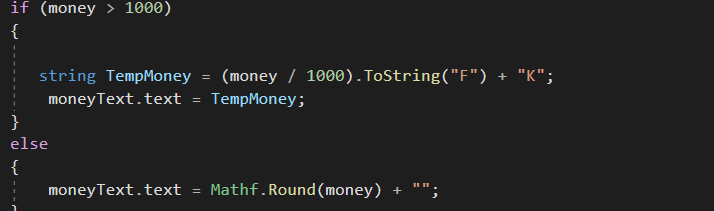 if (money > 1000)
{
string TempMoney = (money / 1000).ToString("F") + "K";
moneyText.text = TempMoney;
}
else
{
moneyText.text = Mathf.Round(money) + "";
}